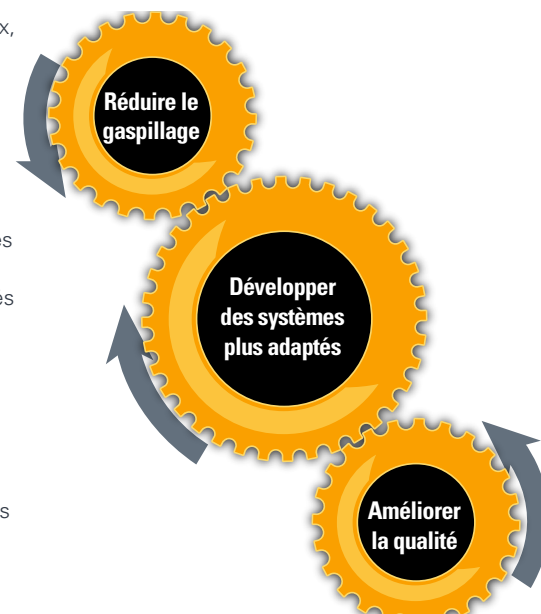 Réduire le
gaspillage
Développer
des systèmes
plus adaptés
Améliorer
la qualité